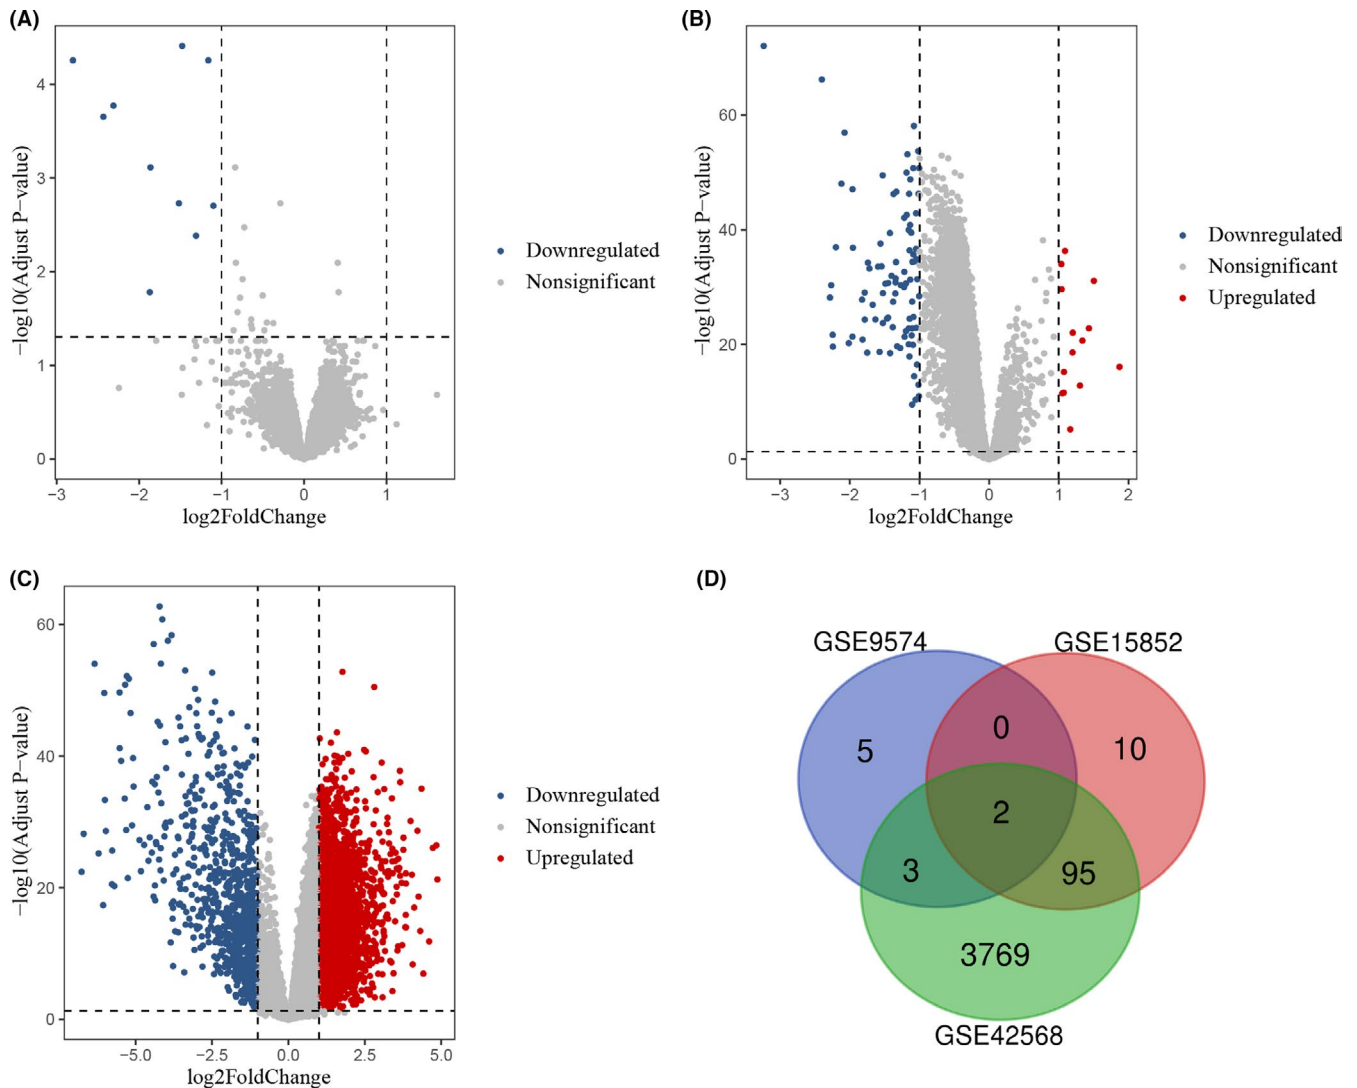 (A)
−log10(Adjust P−value)
4
3
2
1
0
−3
−2
−1
0
1
log2FoldChange
Downregulated
Nonsignificant
(B)
−log10(Adjust P−value)
60
40
20
0
−3
−2
−1
0
1
2
log2FoldChange
Downregulated
Nonsignificant
Upregulated
(C)
−log10(Adjust P−value)
60
40
20
0
−5.0
−2.5
0.0
2.5
5.0
log2FoldChange
Downregulated
Nonsignificant
Upregulated
(D)
GSE9574
GSE15852
0
5
10
2
3
95
3769
GSE42568